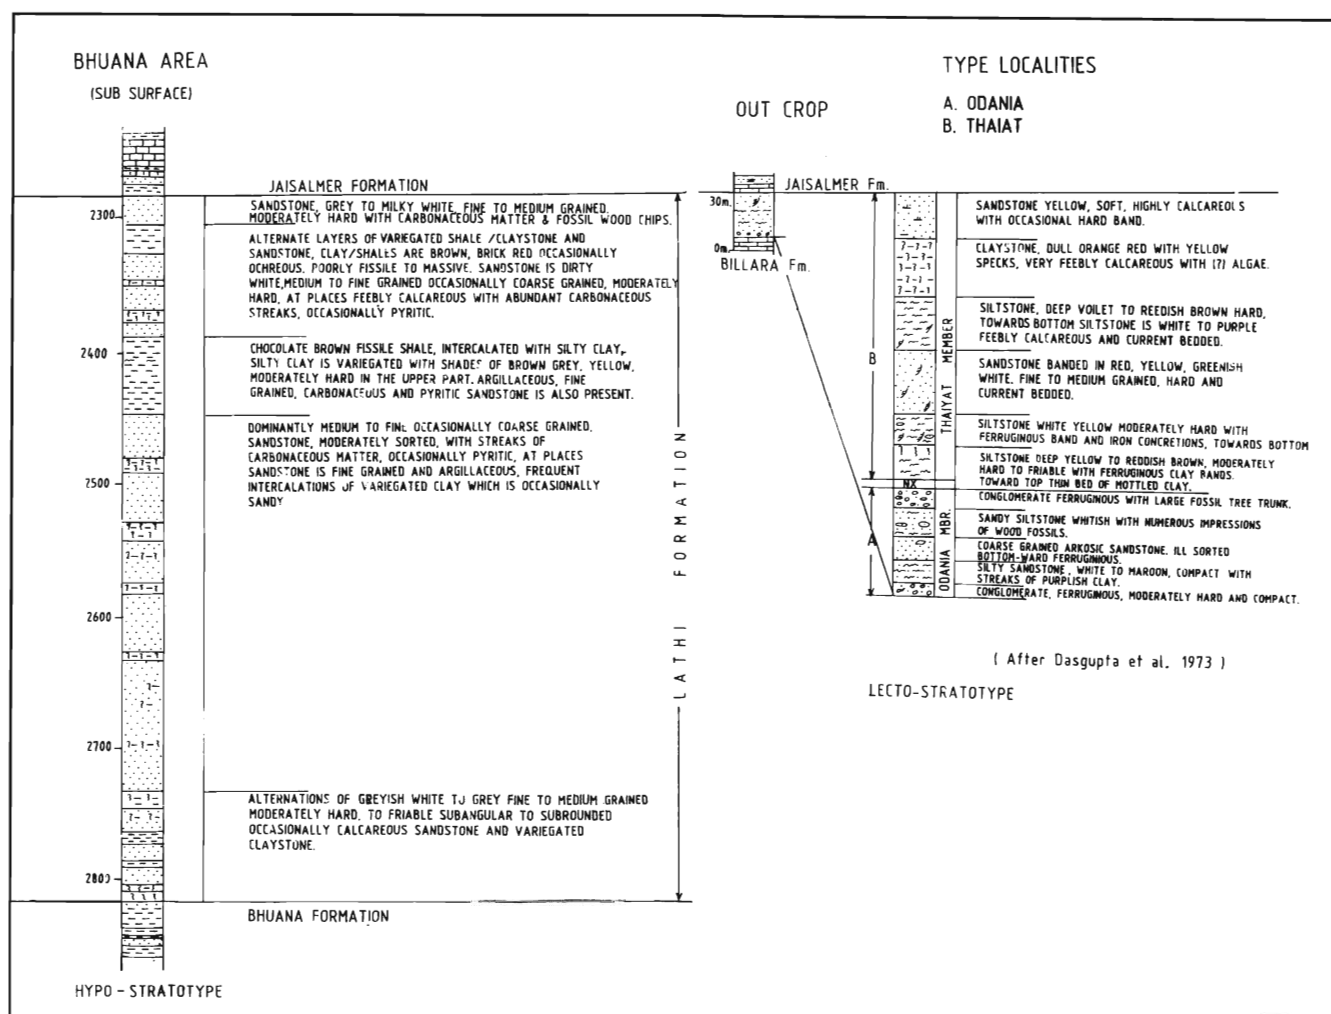 BHUANA AREA
(SUB SURFACE)
JAISALMER FORMATION
2300
SANDSTONE, GREY TO MILKY WHITE, FINE TO MEDIUM GRAINED.
MODERATELY HARD WITH CARBONACEOUS MATTER & FOSSIL WOOD CHIPS.
ALTERNATE LAYERS OF VARIEGATED SHALE /CLAYSTONE AND
SANDSTONE, CLAY/SHALES ARE BROWN, BRICK RED OCCASIONALLY
OCHREOUS. POORLY FISSILE TO MASSIVE. SANDSTONE IS DIRTY
WHITE,MEDIUM TO FINE GRAINED OCCASIONALLY COARSE GRAINED, MODERATELY
HARD, AT PLACES FEEBLY CALCAREOUS WITH ABUNDANT CARBONACEOUS
STREAKS, OCCASIONALLY PYRITIC.
2400
CHOCOLATE BROWN FISSILE SHALE, INTERCALATED WITH SILTY CLAY,
SILTY CLAY IS VARIEGATED WITH SHADES OF BROWN GREY, YELLOW,
MODERATELY HARD IN THE UPPER PART. ARGILLACEOUS, FINE
GRAINED, CARBONACEOUS AND PYRITIC SANDSTONE IS ALSO PRESENT.
DOMINANTLY MEDIUM TO FINE OCCASIONALLY COARSE GRAINED.
SANDSTONE, MODERATELY SORTED, WITH STREAKS OF
CARBONACEOUS MATTER, OCCASIONALLY PYRITIC, AT PLACES
SANDSTONE IS FINE GRAINED AND ARGILLACEOUS, FREQUENT
INTERCALATIONS OF VARIEGATED CLAY WHICH IS OCCASIONALLY
SANDY
2500
2600
2700
ALTERNATIONS OF GREYISH WHITE TO GREY FINE TO MEDIUM GRAINED
MODERATELY HARD, TO FRIABLE SUBANGULAR TO SUBROUNDED
OCCASIONALLY CALCAREOUS SANDSTONE AND VARIEGATED
CLAYSTONE.
2800
BHUANA FORMATION
HYPO - STRATOTYPE
LATHI FORMATION
OUT CROP
JAISALMER Fm.
30m.
0m.
BILLARA Fm.
TYPE LOCALITIES
A. ODANIA
B. THAIAT
B
A
NX
THAIYAT MEMBER
ODANIA MBR.
SANDSTONE YELLOW, SOFT, HIGHLY CALCAREOLS
WITH OCCASIONAL HARD BAND.
CLAYSTONE, DULL ORANGE RED WITH YELLOW
SPECKS, VERY FEEBLY CALCAREOUS WITH (?) ALGAE.
SILTSTONE, DEEP VOILET TO REEDISH BROWN HARD,
TOWARDS BOTTOM SILTSTONE IS WHITE TO PURPLE
FEEBLY CALCAREOUS AND CURRENT BEDDED.
SANDSTONE BANDED IN RED, YELLOW, GREENISH
WHITE. FINE TO MEDIUM GRAINED, HARD AND
CURRENT BEDDED.
SILTSTONE WHITE YELLOW MODERATELY HARD WITH
FERRUGINOUS BAND AND IRON CONCRETIONS, TOWARDS BOTTOM
SILTSTONE DEEP YELLOW TO REDDISH BROWN, MODERATELY
HARD TO FRIABLE WITH FERRUGINOUS CLAY BANDS.
TOWARD TOP THIN BED OF MOTTLED CLAY.
CONGLOMERATE FERRUGINOUS WITH LARGE FOSSIL TREE TRUNK.
SANDY SILTSTONE WHITISH WITH NUMEROUS IMPRESSIONS
OF WOOD FOSSILS.
COARSE GRAINED ARKOSIC SANDSTONE. ILL SORTED
BOTTOM-WARD FERRUGINIOUS.
SILTY SANDSTONE, WHITE TO MAROON, COMPACT WITH
STREAKS OF PURPLISH CLAY.
CONGLOMERATE, FERRUGINOUS, MODERATELY HARD AND COMPACT.
( After Dasgupta et al. 1973 )
LECTO-STRATOTYPE